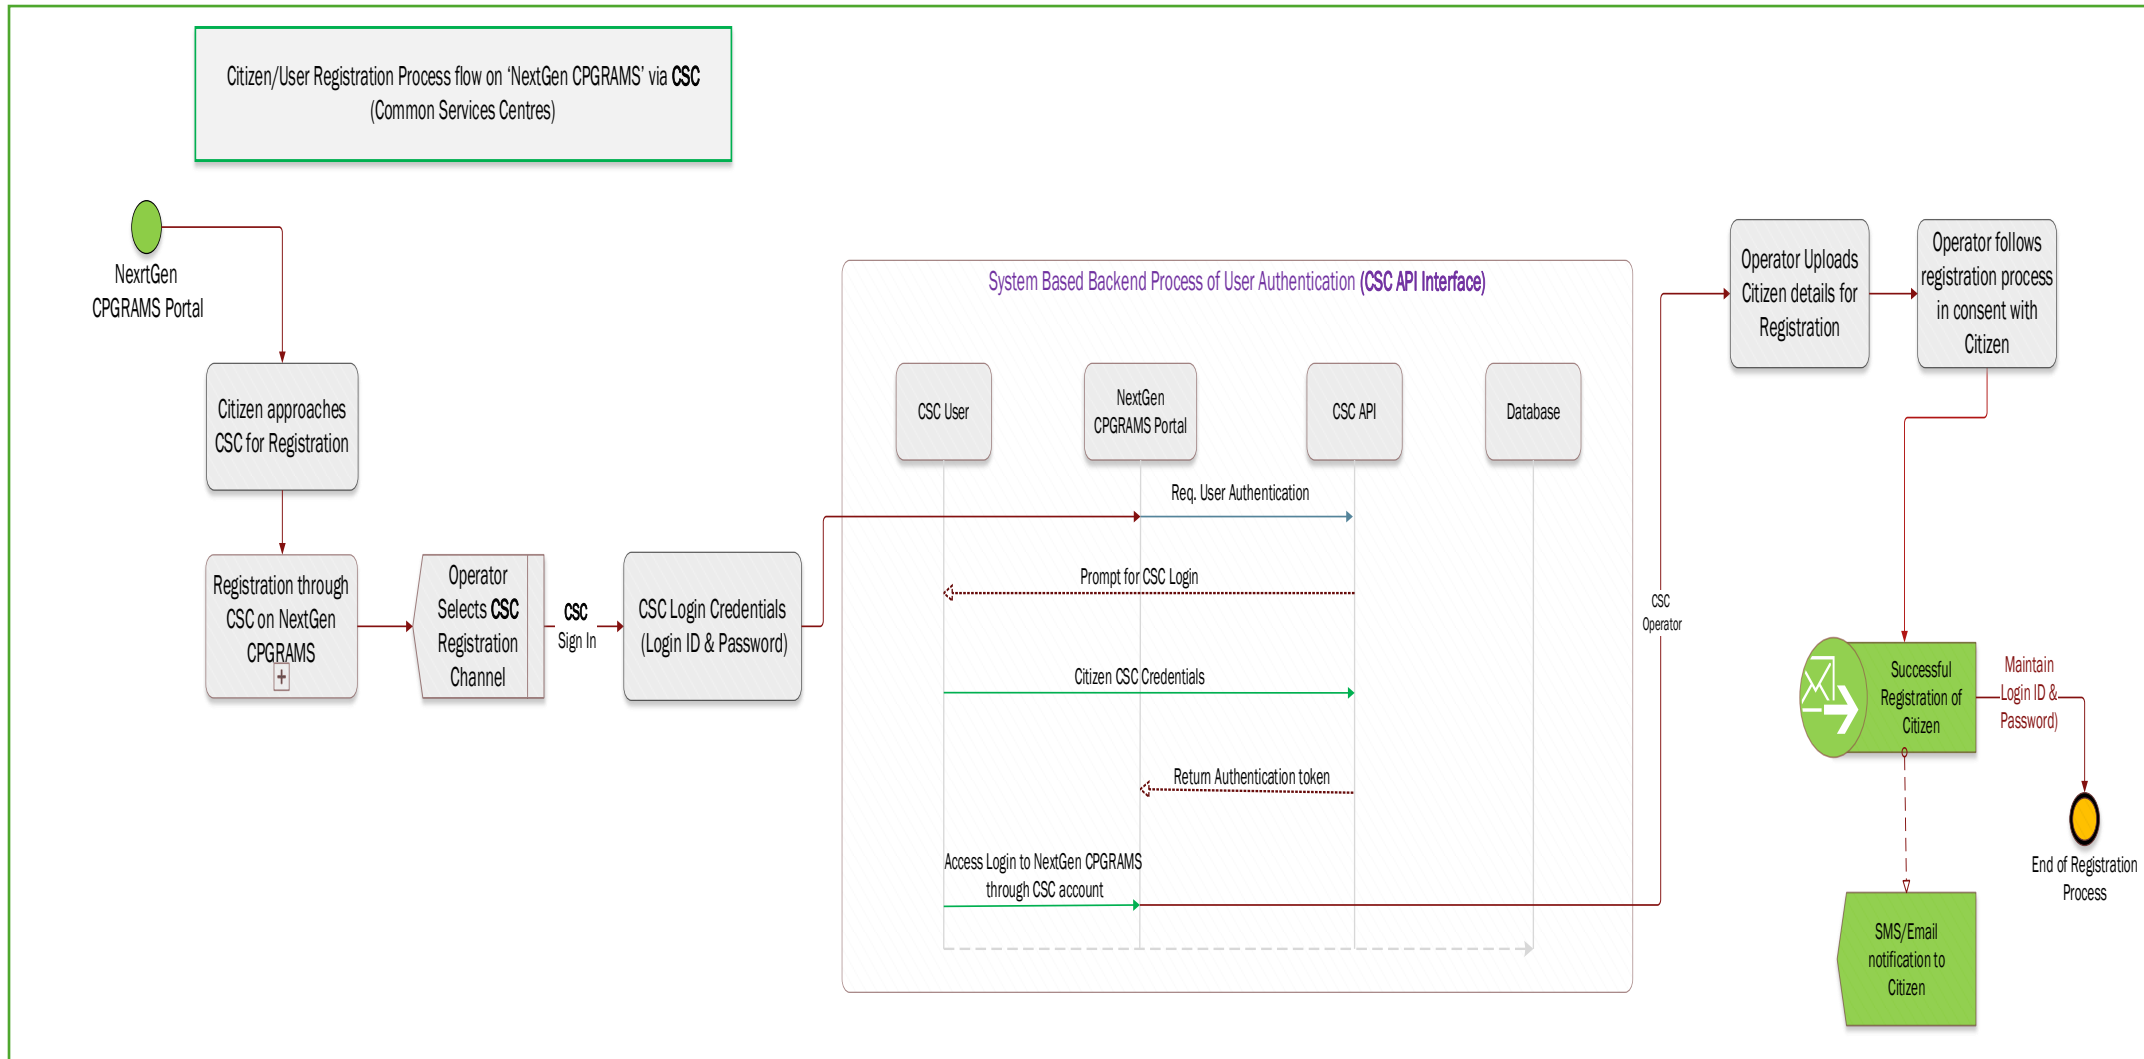 Citizen/User Registration Process flow on ‘NextGen CPGRAMS’ via CSC
(Common Services Centres)
NexrtGen
CPGRAMS Portal
Citizen approaches
CSC for Registration
Registration through
CSC on NextGen
CPGRAMS
+
Operator
Selects CSC
Registration
Channel
CSC
Sign In
CSC Login Credentials
(Login ID & Password)
System Based Backend Process of User Authentication (CSC API Interface)
CSC User
NextGen
CPGRAMS Portal
CSC API
Database
Req. User Authentication
Prompt for CSC Login
Citizen CSC Credentials
Return Authentication token
Access Login to NextGen CPGRAMS
through CSC account
CSC
Operator
Operator Uploads
Citizen details for
Registration
Operator follows
registration process
in consent with
Citizen
Successful
Registration of
Citizen
Maintain
Login ID &
Password)
End of Registration
Process
SMS/Email
notification to
Citizen